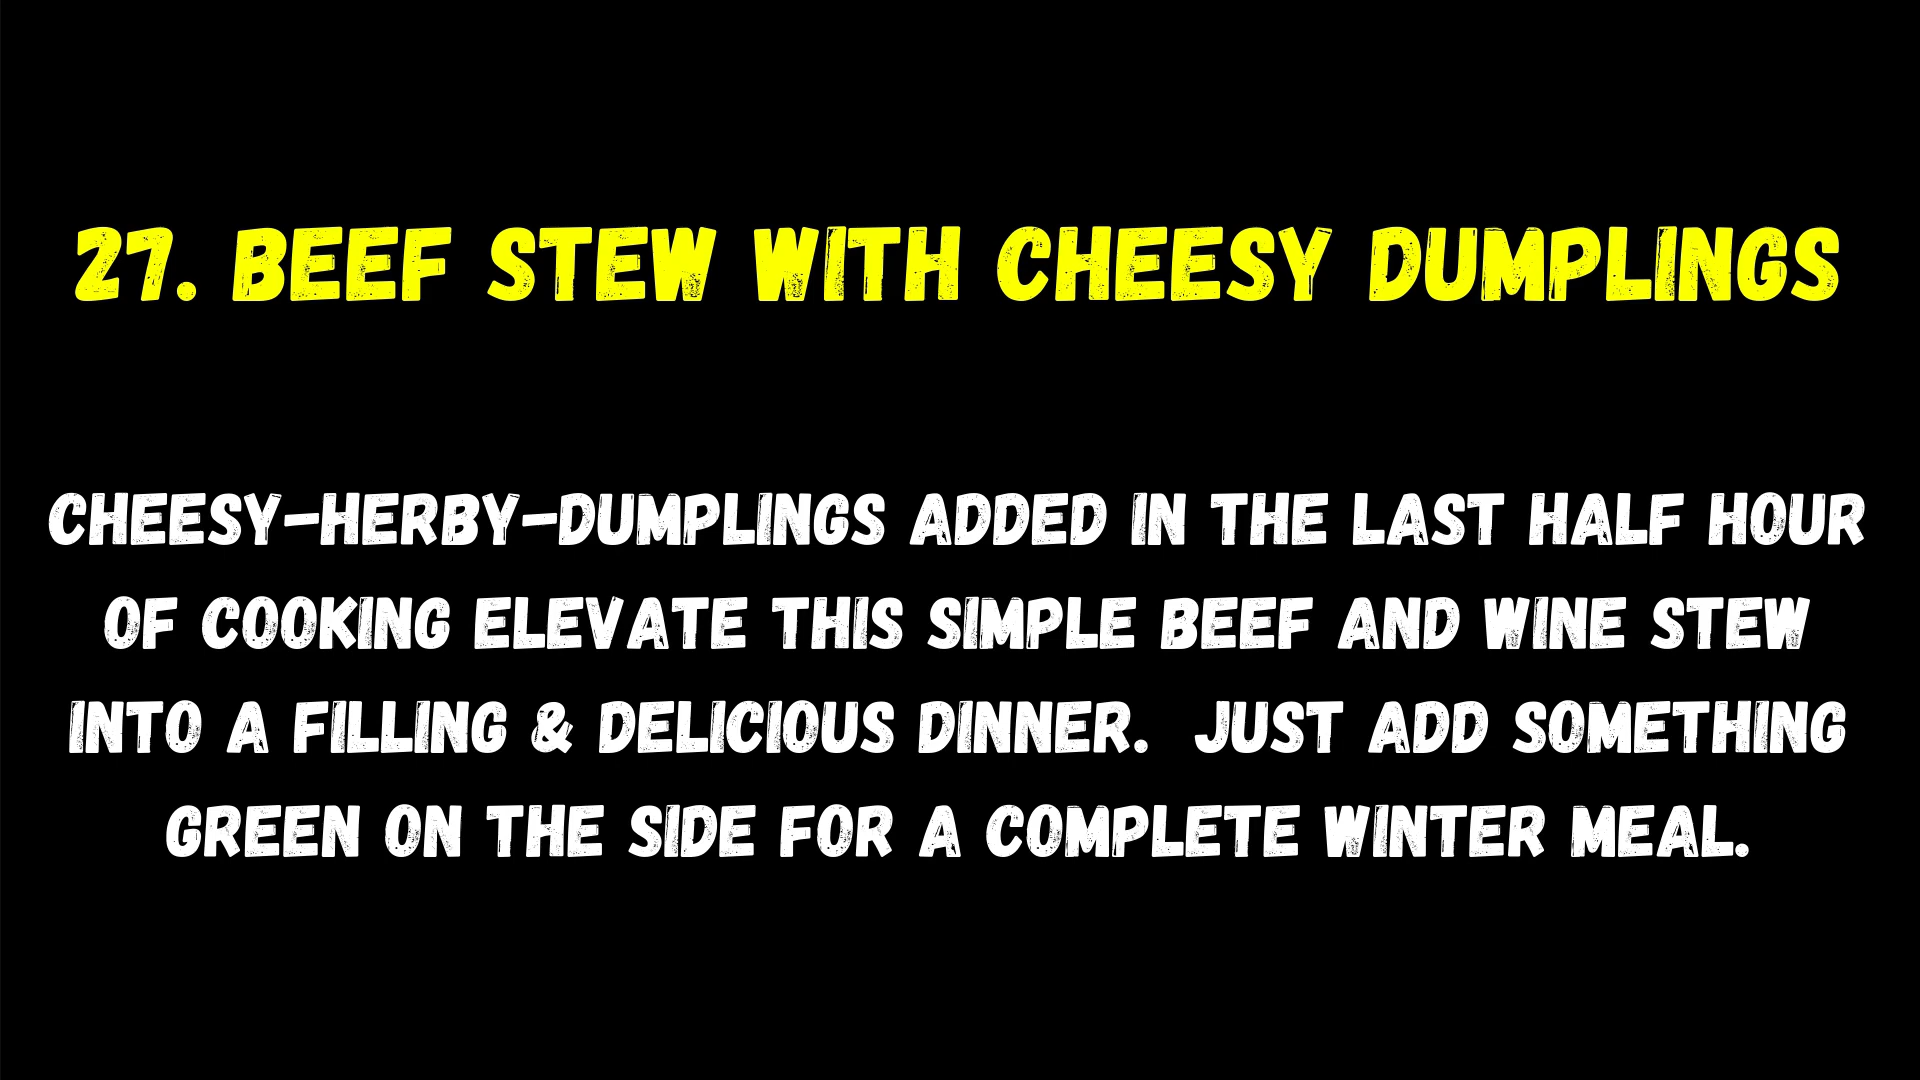 27. BEEF STEW WITH CHEESY DUMPLINGS
CHEESY-HERBY-DUMPLINGS ADDED IN THE LAST HALF HOUR
OF COOKING ELEVATE THIS SIMPLE BEEF AND WINE STEW
INTO A FILLING & DELICIOUS DINNER. JUST ADD SOMETHING
GREEN ON THE SIDE FOR A COMPLETE WINTER MEAL.